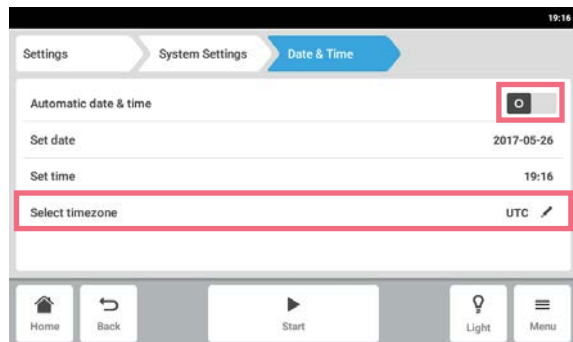 19:16
Settings System Settings Date & Time
Automatic date & time O
Set date 2017-05-26
Set time 19:16
Select timezone UTC
Home Back Start Light Menu